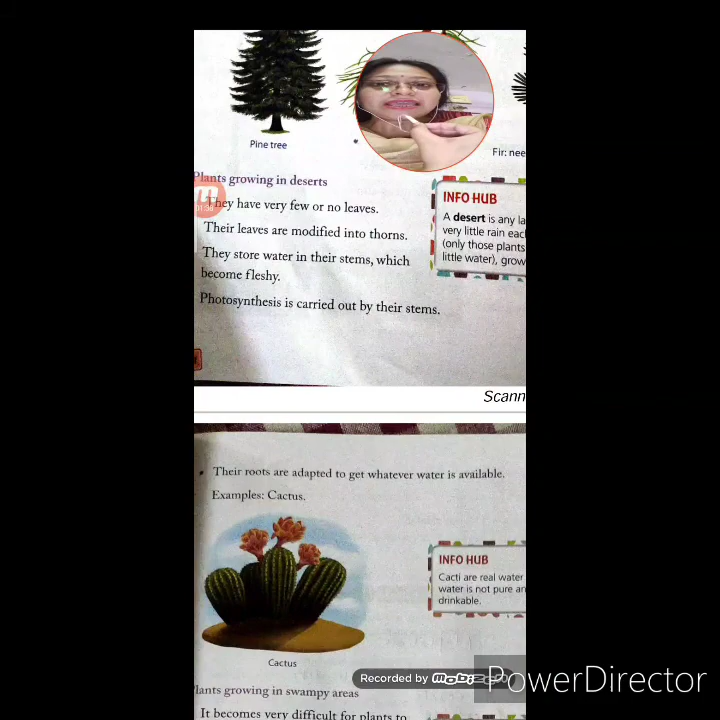 Pine tree
Fir: nee
Plants growing in deserts
They have very few or no leaves.
Their leaves are modified into thorns.
They store water in their stems, which
become fleshy.
Photosynthesis is carried out by their stems.
INFO HUB
A desert is any la
very little rain eac
(only those plants
little water), grow
01:30
Scann
Their roots are adapted to get whatever water is available.
Examples: Cactus.
INFO HUB
Cacti are real water
water is not pure an
drinkable.
Cactus
Recorded by
PowerDirector
Plants growing in swampy areas
It becomes very difficult for plants to